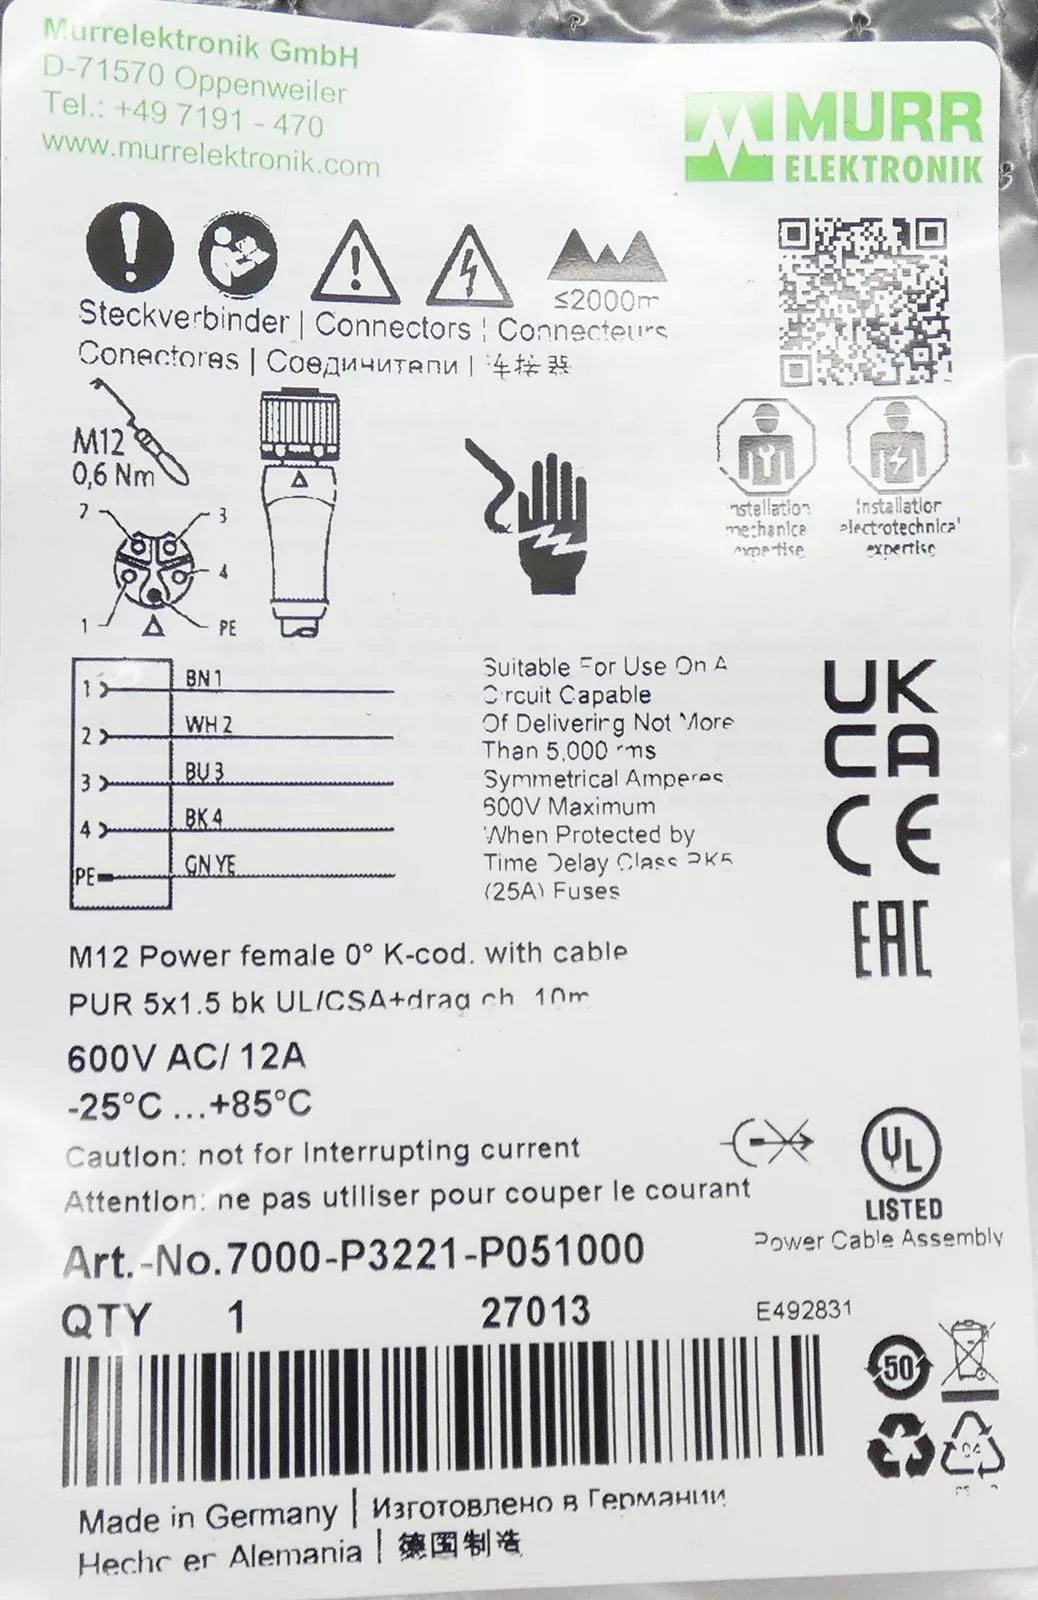 Murrelektronik GmbH
D-71570 Oppenweiler
Tel.: +49 7191 - 470
www.murrelektronik.com
MURR
ELEKTRONIK
≤2000m
Steckverbinder | Connectors | Connecteurs
Conectores | Соединители | 连接器
M12
0,6 Nm
2 3
4
1 PE
Installation
mechanical
expertise
Installation
electrotechnical
expertise
1 BN 1
2 WH 2
3 BU 3
4 BK 4
PE GN YE
Suitable For Use On A
Circuit Capable
Of Delivering Not More
Than 5,000 rms
Symmetrical Amperes
600V Maximum
When Protected by
Time Delay Class RK5
(25A) Fuses
UK
CA
CE
EAC
M12 Power female 0° K-cod. with cable
PUR 5x1.5 bk UL/CSA+drag ch. 10m
600V AC/ 12A
-25°C ...+85°C
Caution: not for Interrupting current
Attention: ne pas utiliser pour couper le courant
UL
LISTED
Power Cable Assembly
Art.-No.7000-P3221-P051000
QTY 1 27013
E492831
50
04
Made in Germany | Изготовлено в Германии
Hecho en Alemania | 德国制造